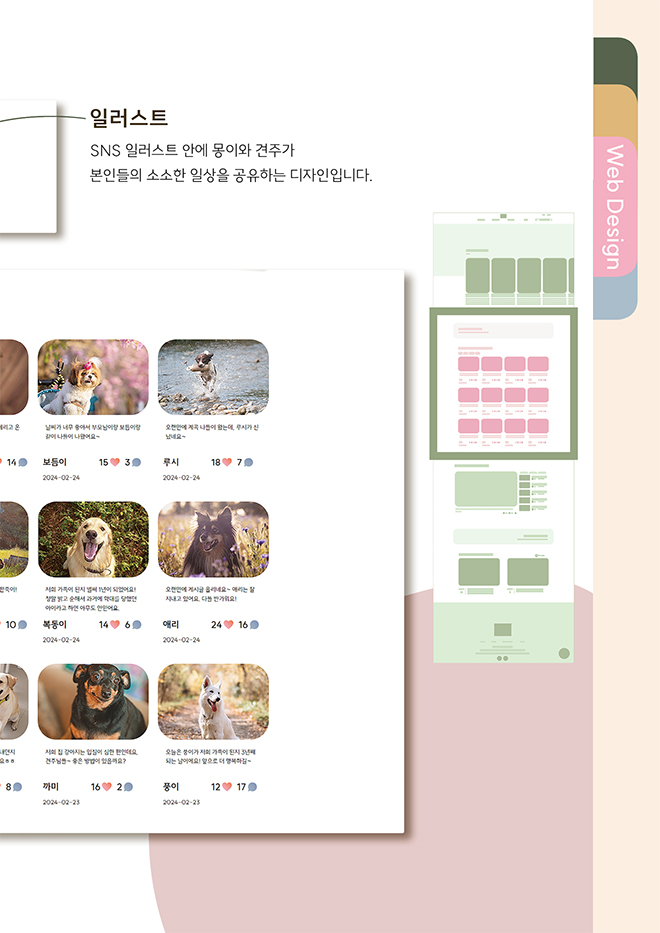 일러스트
SNS 일러스트 안에 몽이와 견주가
본인들의 소소한 일상을 공유하는 디자인입니다.
Web Design
데리고 온
14
날씨가 너무 좋아서 부모님이랑 보듬이랑
같이 나들이 나왔어요~
보듬이 15 3
2024-02-24
오랜만에 계곡 나들이 왔는데, 루시가 신
났네요~
루시 18 7
2024-02-24
10
저희 가족이 된지 벌써 1년이 되었어요!
정말 밝고 순해서 과거에 학대를 당했던
아이라고 하면 아무도 안믿어요.
복동이 14 6
2024-02-24
오랜만에 게시글 올리네요~ 애리는 잘
지내고 있어요. 다들 반가워요!
애리 24 16
2024-02-24
8
저희 집 강아지는 입질이 심한 편인데요,
견주님들~ 좋은 방법이 있을까요?
까미 16 2
2024-02-23
오늘은 풍이가 저희 가족이 된지 3년째
되는 날이에요! 앞으로 더 행복하길~
풍이 12 17
2024-02-23